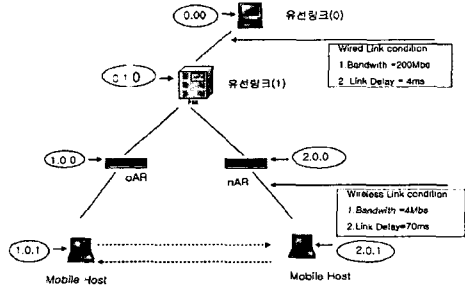 0.00
유선링크(0)
Wired Link condition
1.Bandwith =200Mbs
2. Link Delay = 4ms
0.1.0
유선링크(1)
1.0.0
oAR
nAR
2.0.0
Wireless Link condition
1.Bandwith =4Mbs
2.Link Delay=70ms
1.0.1
2.0.1
Mobile Host
Mobile Host